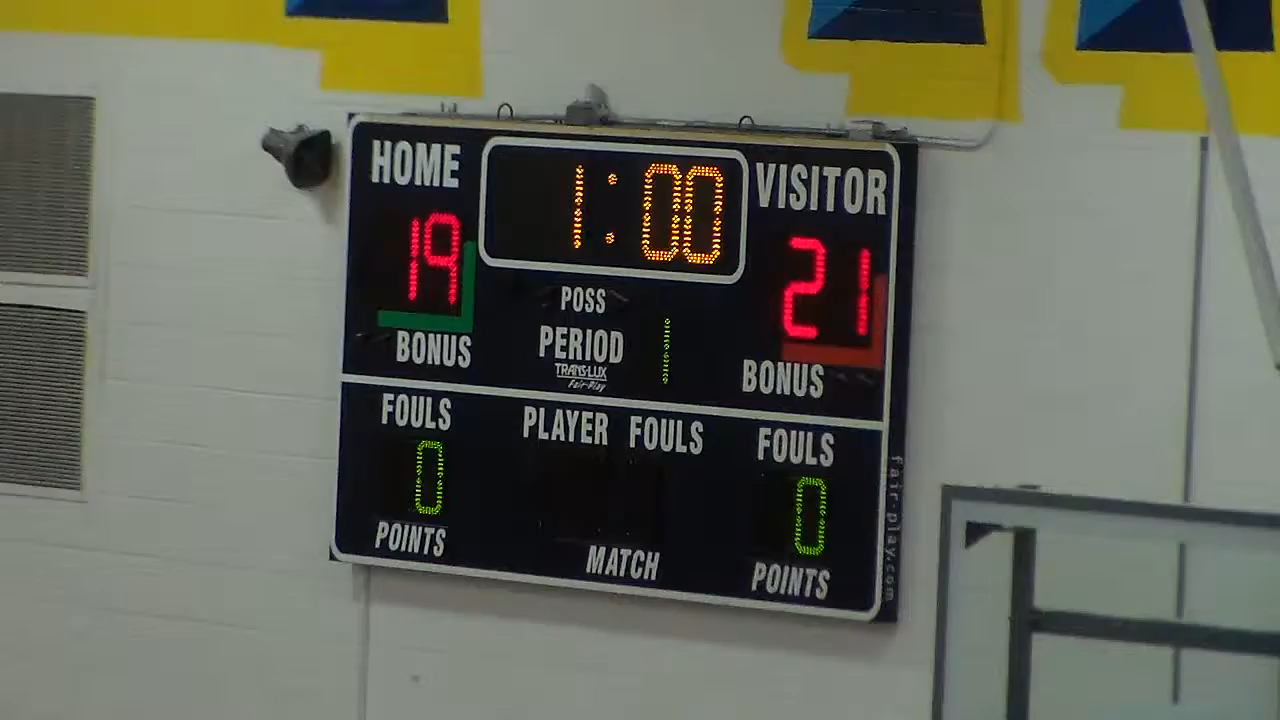 HOME
1:00
VISITOR
19
21
POSS
BONUS
PERIOD
1
TRANS-LUX
Fair-Play
BONUS
FOULS
PLAYER FOULS
FOULS
0
0
POINTS
MATCH
POINTS
fair-play.com